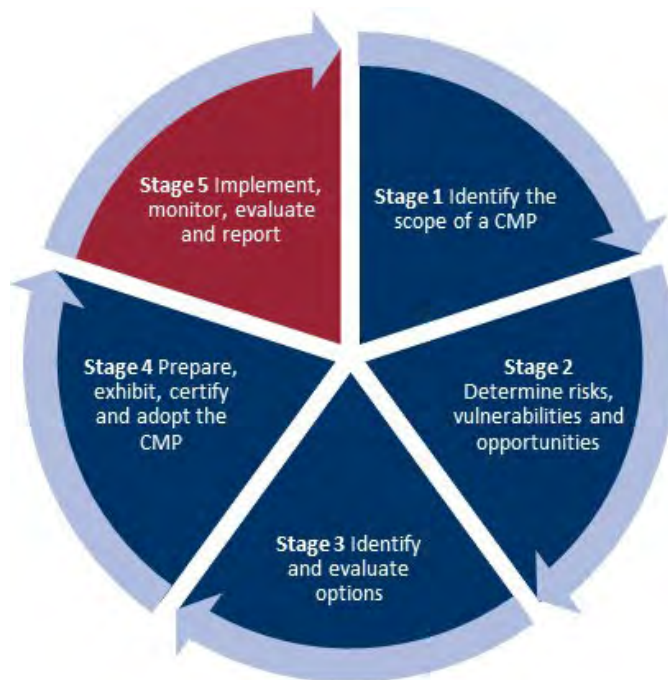 Stage 1 Identify the
scope of a CMP
Stage 2
Determine risks,
vulnerabilities and
opportunities
Stage 3 Identify
and evaluate
options
Stage 4 Prepare,
exhibit, certify
and adopt the
CMP
Stage 5 Implement,
monitor, evaluate
and report